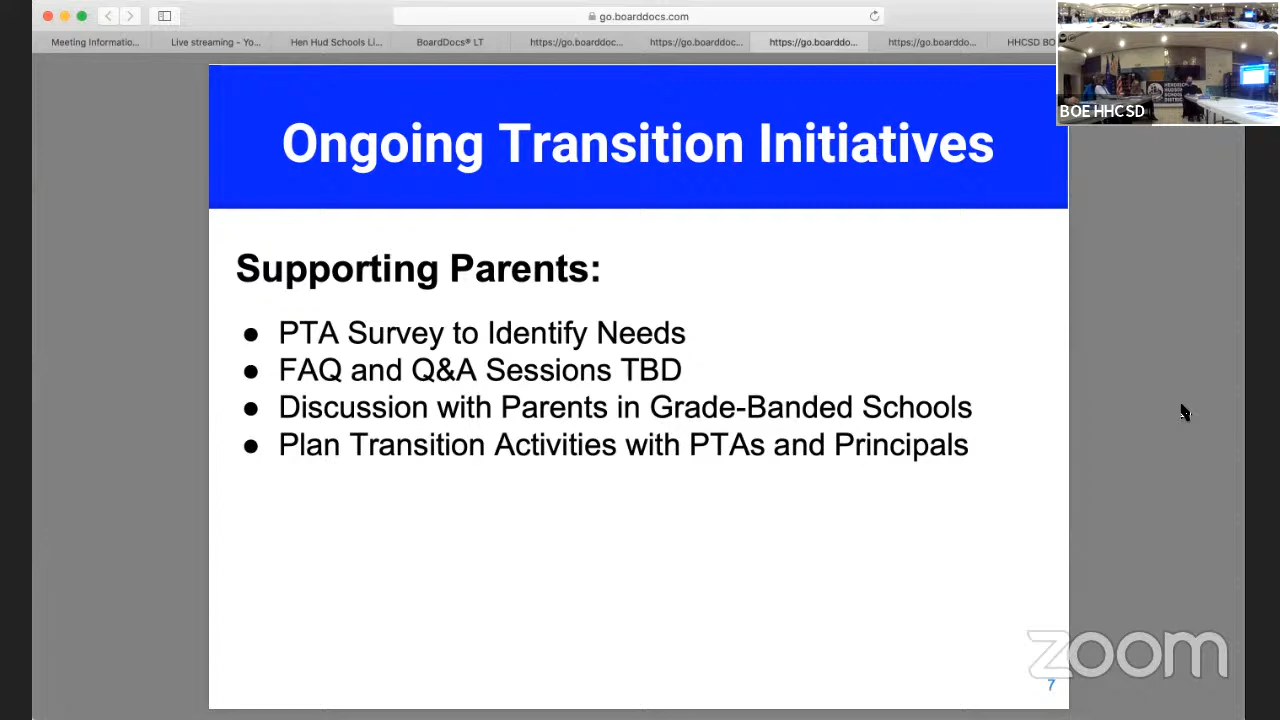 go.boarddocs.com
Meeting Informatio...
Live streaming - Yo...
Hen Hud Schools Li...
BoardDocs® LT
https://go.boarddoc...
https://go.boarddoc...
https://go.boarddo...
https://go.boarddo...
HHCSD BO
BOE HHCSD
Ongoing Transition Initiatives
Supporting Parents:
● PTA Survey to Identify Needs
● FAQ and Q&A Sessions TBD
● Discussion with Parents in Grade-Banded Schools
● Plan Transition Activities with PTAs and Principals
zoom
7